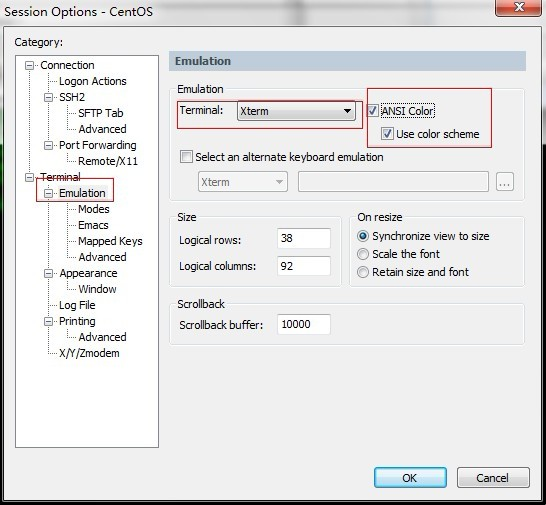 Session Options - CentOS
Category:
Connection
Logon Actions
SSH2
SFTP Tab
Advanced
Port Forwarding
Remote/X11
Terminal
Emulation
Modes
Emacs
Mapped Keys
Advanced
Appearance
Window
Log File
Printing
Advanced
X/Y/Zmodem
Emulation
Emulation
Terminal: Xterm
ANSI Color
Use color scheme
Select an alternate keyboard emulation
Xterm ...
Size
Logical rows: 38
Logical columns: 92
On resize
Synchronize view to size
Scale the font
Retain size and font
Scrollback
Scrollback buffer: 10000
OK Cancel